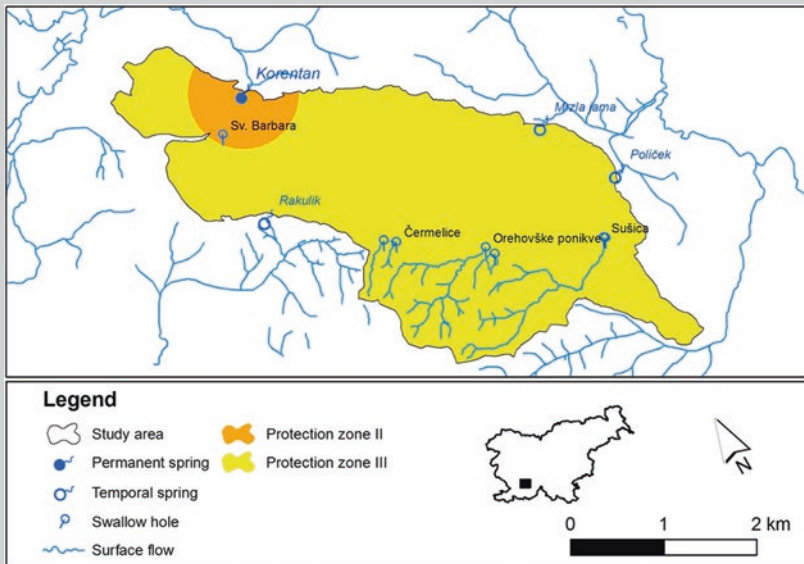 Korentan
Sv. Barbara
Mrzla jama
Poliček
Rakulik
Čermelice
Orehovške ponikve
Sušica
Legend
Study area
Protection zone II
Permanent spring
Protection zone III
Temporal spring
Swallow hole
Surface flow
N
0 1 2 km